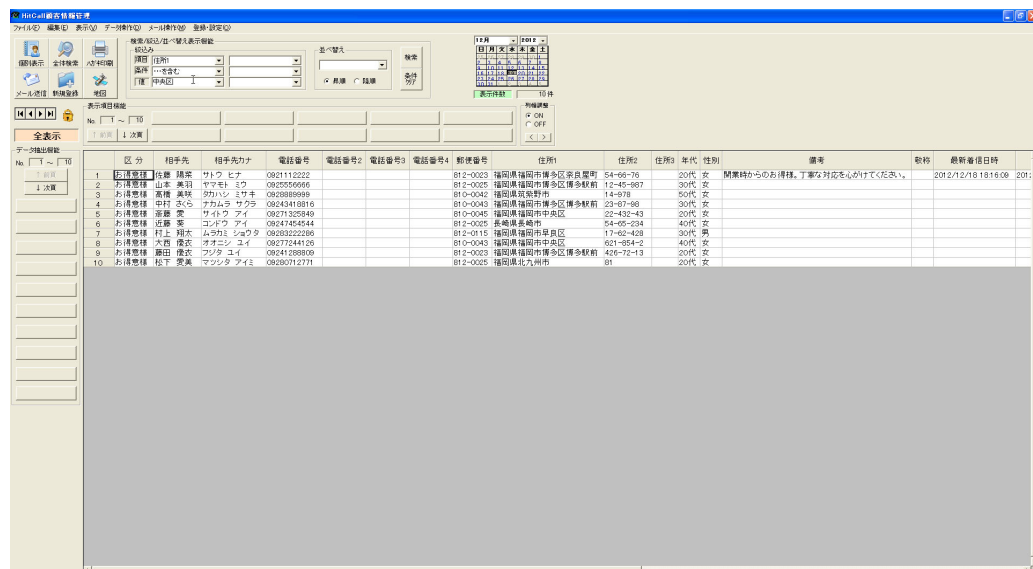 HitCall顧客情報管理
ファイル(F) 編集(E) 表示(V) データ操作(D) メール操作(M) 登録・設定(O)
個別表示 全体検索 ハガキ印刷
メール送信 新規登録 地図
検索/絞込/並べ替え表示機能
絞込み
項目 住所1
条件 …を含む
値 中央区
並べ替え
昇順 降順
検索
条件クリア
12月 2012
日 月 火 水 木 金 土
表示件数 10件
全表示
表示項目機能
No. 1 ～ 10
↑ 前頁 ↓ 次頁
列幅調整
ON
OFF
< >
データ抽出機能
No. 1 ～ 10
↑ 前頁
↓ 次頁
区分 相手先 相手先カナ 電話番号 電話番号2 電話番号3 電話番号4 郵便番号 住所1 住所2 住所3 年代 性別 備考 敬称 最新着信日時
1 お得意様 佐藤 陽菜 サトウ ヒナ 0921112222 812-0023 福岡県福岡市博多区奈良屋町 54-66-76 20代 女 開業時からのお得様。丁寧な対応を心がけてください。 2012/12/18 18:16:09 2012
2 お得意様 山本 美羽 ヤマモト ミウ 0925556666 812-0025 福岡県福岡市博多区博多駅前 12-45-987 30代 女
3 お得意様 高橋 美咲 タカハシ ミサキ 0928889999 810-0042 福岡県筑紫野市 14-978 50代 女
4 お得意様 中村 さくら ナカムラ サクラ 09243418816 810-0043 福岡県福岡市博多区博多駅前 23-87-98 30代 女
5 お得意様 斎藤 愛 サイトウ アイ 09271325849 810-0045 福岡県福岡市中央区 22-432-43 20代 女
6 お得意様 近藤 葵 コンドウ アイ 09247454544 812-0025 長崎県長崎市 54-65-234 40代 女
7 お得意様 村上 翔太 ムラカミ ショウタ 09283222286 812-0115 福岡県福岡市早良区 17-62-428 30代 男
8 お得意様 大西 優衣 オオニシ ユイ 09277244126 810-0043 福岡県福岡市中央区 621-854-2 40代 女
9 お得意様 藤田 優衣 フジタ ユイ 09241288809 812-0023 福岡県福岡市博多区博多駅前 426-72-13 20代 女
10 お得意様 松下 愛美 マツシタ アイミ 09280712771 812-0025 福岡県北九州市 81 20代 女